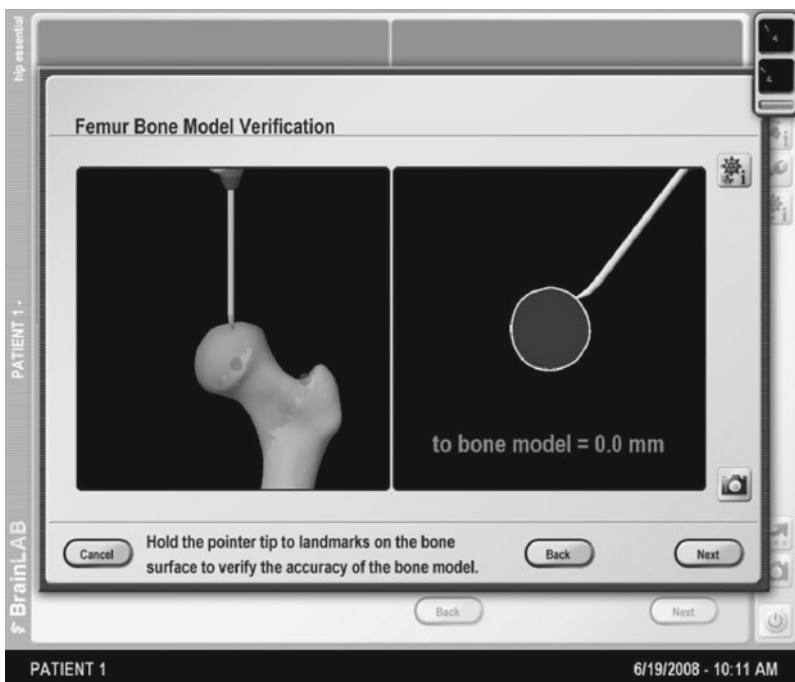 hip essential
PATIENT 1 -
BrainLAB
Femur Bone Model Verification
to bone model = 0.0 mm
Cancel
Hold the pointer tip to landmarks on the bone
surface to verify the accuracy of the bone model.
Back
Next
Back
Next
PATIENT 1
6/19/2008 - 10:11 AM